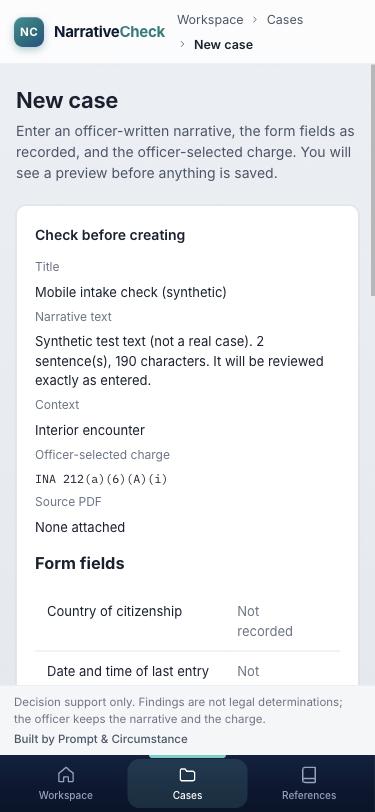 NC NarrativeCheck
Workspace > Cases
> New case
New case
Enter an officer-written narrative, the form fields as
recorded, and the officer-selected charge. You will
see a preview before anything is saved.
Check before creating
Title
Mobile intake check (synthetic)
Narrative text
Synthetic test text (not a real case). 2
sentence(s), 190 characters. It will be reviewed
exactly as entered.
Context
Interior encounter
Officer-selected charge
INA 212(a)(6)(A)(i)
Source PDF
None attached
Form fields
Country of citizenship Not
recorded
Date and time of last entry Not
Decision support only. Findings are not legal determinations;
the officer keeps the narrative and the charge.
Built by Prompt & Circumstance
Workspace Cases References